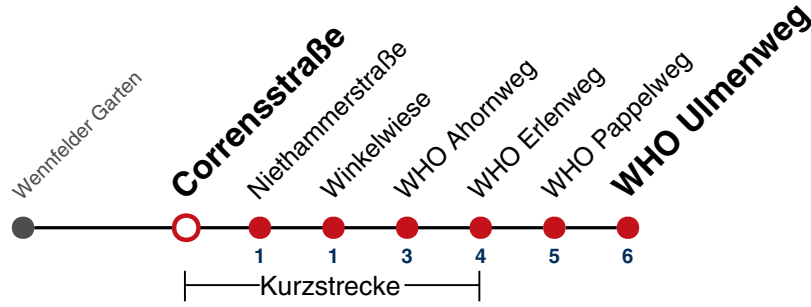 Wennfelder Garten
Corrensstraße
Niethammerstraße
Winkelwiese
WHO Ahornweg
WHO Erlenweg
WHO Pappelweg
WHO Ulmenweg
1 1 3 4 5 6
Kurzstrecke